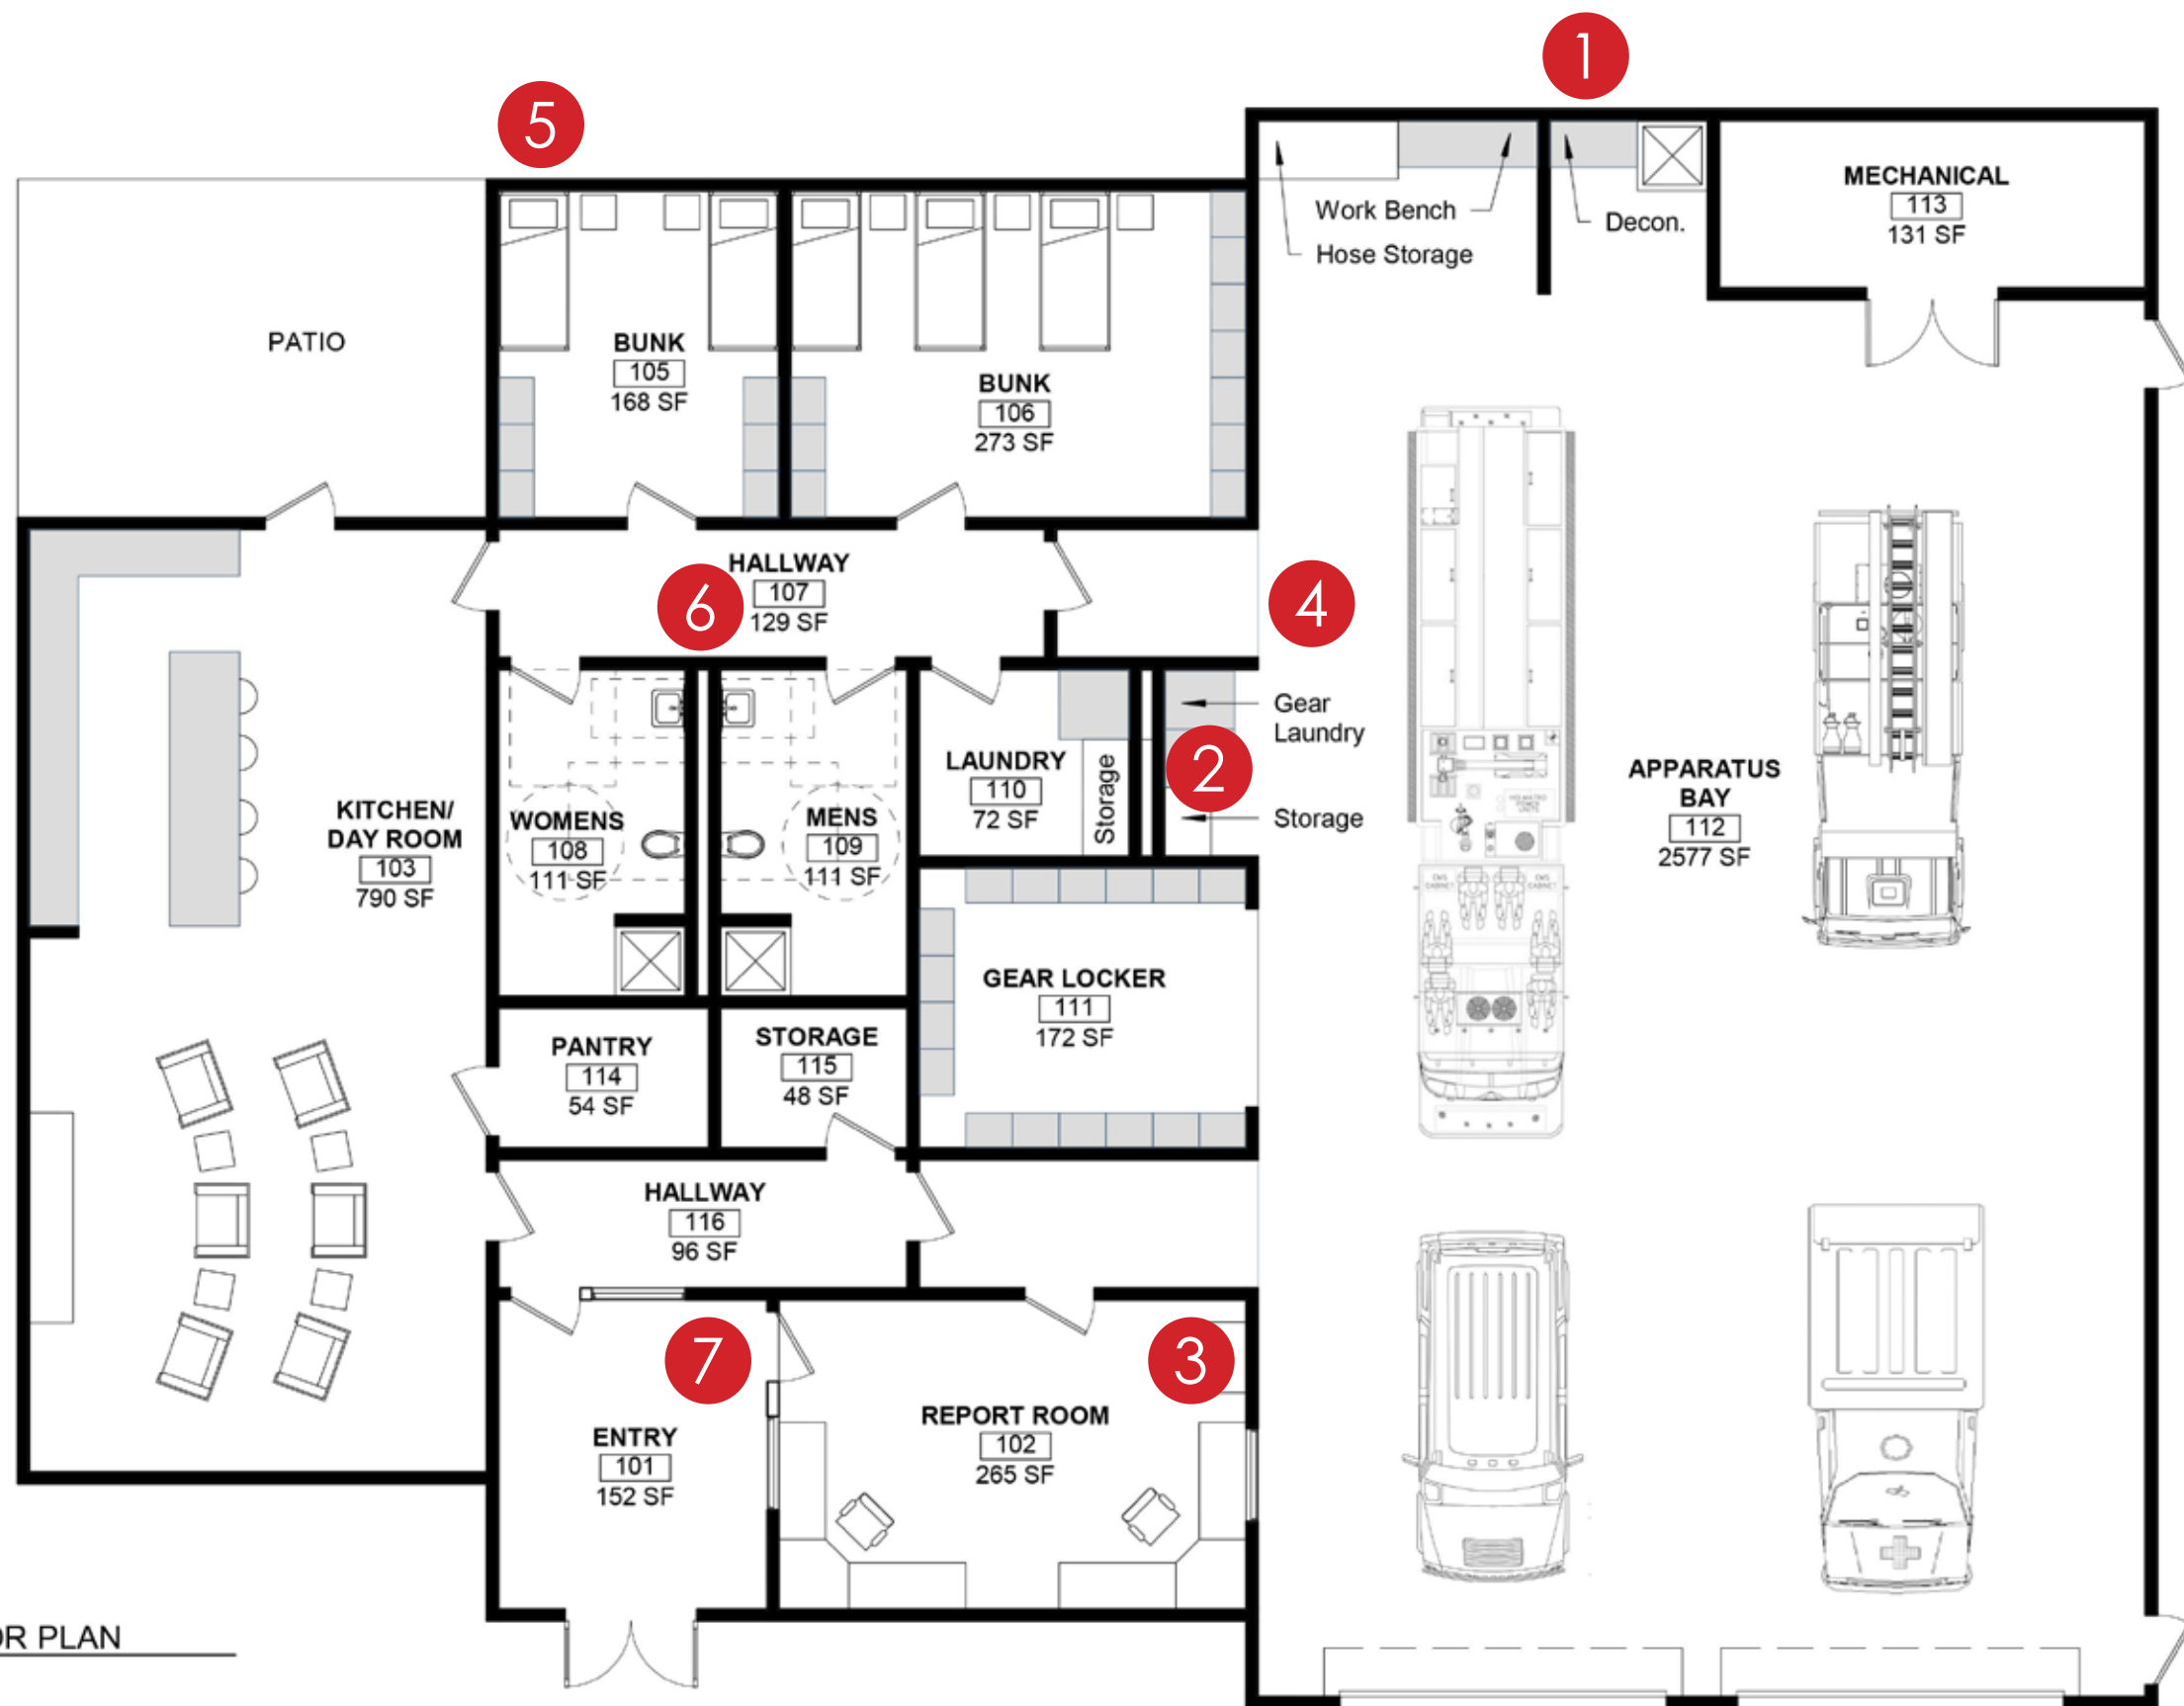 1
5
MECHANICAL
113
131 SF
Work Bench
Decon.
Hose Storage
PATIO
BUNK
105
168 SF
BUNK
106
273 SF
HALLWAY
107
129 SF
6
4
Gear
Laundry
2
Storage
LAUNDRY
110
72 SF
Storage
APPARATUS
BAY
112
2577 SF
KITCHEN/
DAY ROOM
103
790 SF
WOMENS
108
111 SF
MENS
109
111 SF
EMS
CABINET
EMS
CABINET
GEAR LOCKER
111
172 SF
PANTRY
114
54 SF
STORAGE
115
48 SF
HALLWAY
116
96 SF
7
3
ENTRY
101
152 SF
REPORT ROOM
102
265 SF
OR PLAN